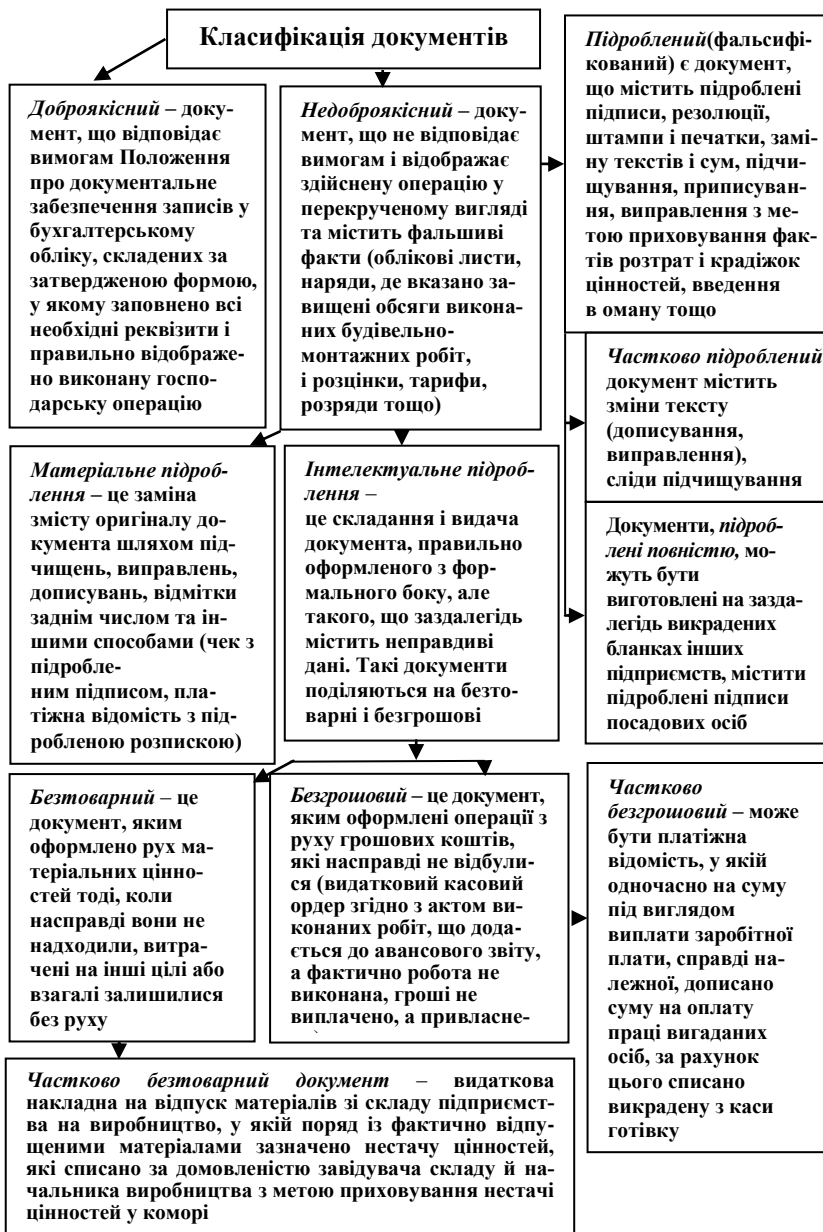 Класифікація документів
Доброякісний – доку-
мент, що відповідає
вимогам Положення
про документальне
забезпечення записів у
бухгалтерському
обліку, складених за
затвердженою формою,
у якому заповнено всі
необхідні реквізити і
правильно відображе-
но виконану госпо-
дарську операцію
Недоброякісний – доку-
мент, що не відповідає
вимогам і відображає
здійснену операцію у
перекрученому вигляді
та містить фальшиві
факти (облікові листи,
наряди, де вказано за-
вищені обсяги викона-
них будівельно-
монтажних робіт,
і розцінки, тарифи,
розряди тощо)
Підроблений(фальсифі-
кований) є документ,
що містить підроблені
підписи, резолюції,
штампи і печатки, замі-
ну текстів і сум, підчи-
щування, приписуван-
ня, виправлення з ме-
тою приховування фак-
тів розтрат і крадіжок
цінностей, введення
в оману тощо
Частково підроблений
документ містить
зміни тексту
(дописування,
виправлення),
сліди підчищування
Матеріальне підроб-
лення – це заміна
змісту оригіналу до-
кумента шляхом під-
чищень, виправлень,
дописувань, відмітки
заднім числом та ін-
шими способами (чек з
підробле-
ним підписом, пла-
тіжна відомість з під-
робленою розпискою)
Інтелектуальне підроб-
лення –
це складання і видача
документа, правильно
оформленого з фор-
мального боку, але
такого, що заздалегідь
містить неправдиві
дані. Такі документи
поділяються на безто-
варні і безгрошові
Документи, підроб-
лені повністю, мо-
жуть бути
виготовлені на зазда-
легідь викрадених
бланках інших
підприємств, містити
підроблені підписи
посадових осіб
Безтоварний – це
документ, яким
оформлено рух ма-
теріальних цінно-
стей тоді, коли
насправді вони не
надходили, витра-
чені на інші цілі або
взагалі залишилися
без руху
Безгрошовий – це документ,
яким оформлені операції з
руху грошових коштів,
які насправді не відбули-
ся (видатковий касовий
ордер згідно з актом ви-
конаних робіт, що дода-
ється до авансового звіту,
а фактично робота не
виконана, гроші не
виплачено, а привласне-
Частково
безгрошовий – може
бути платіжна
відомість, у якій
одночасно на суму
під виглядом
виплати заробітної
плати, справді на-
лежної, дописано
суму на оплату
праці вигаданих
осіб, за рахунок
цього списано
викрадену з каси
готівку
Частково безтоварний документ – видаткова
накладна на відпуск матеріалів зі складу підприємст-
ва на виробництво, у якій поряд із фактично відпу-
щеними матеріалами зазначено нестачу цінностей,
які списано за домовленістю завідувача складу й на-
чальника виробництва з метою приховування нестачі
цінностей у коморі